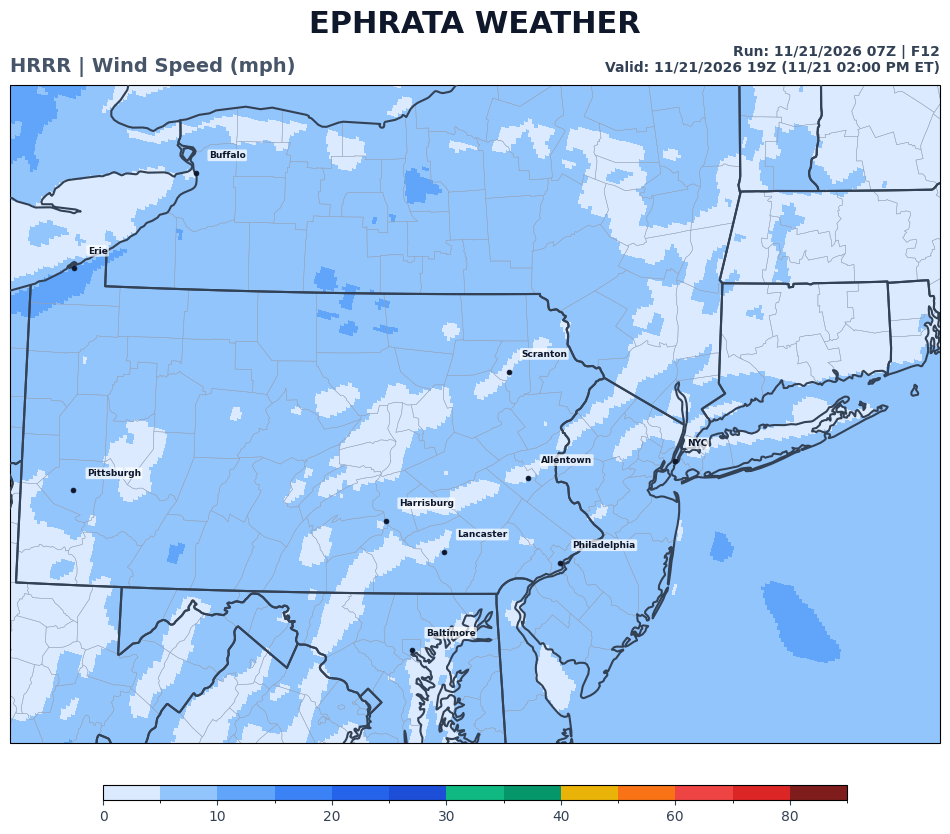 EPHRATA WEATHER
HRRR | Wind Speed (mph)
Run: 11/21/2026 07Z | F12
Valid: 11/21/2026 19Z (11/21 02:00 PM ET)
Buffalo
Erie
Scranton
NYC
Allentown
Pittsburgh
Harrisburg
Lancaster
Philadelphia
Baltimore
0 10 20 30 40 60 80